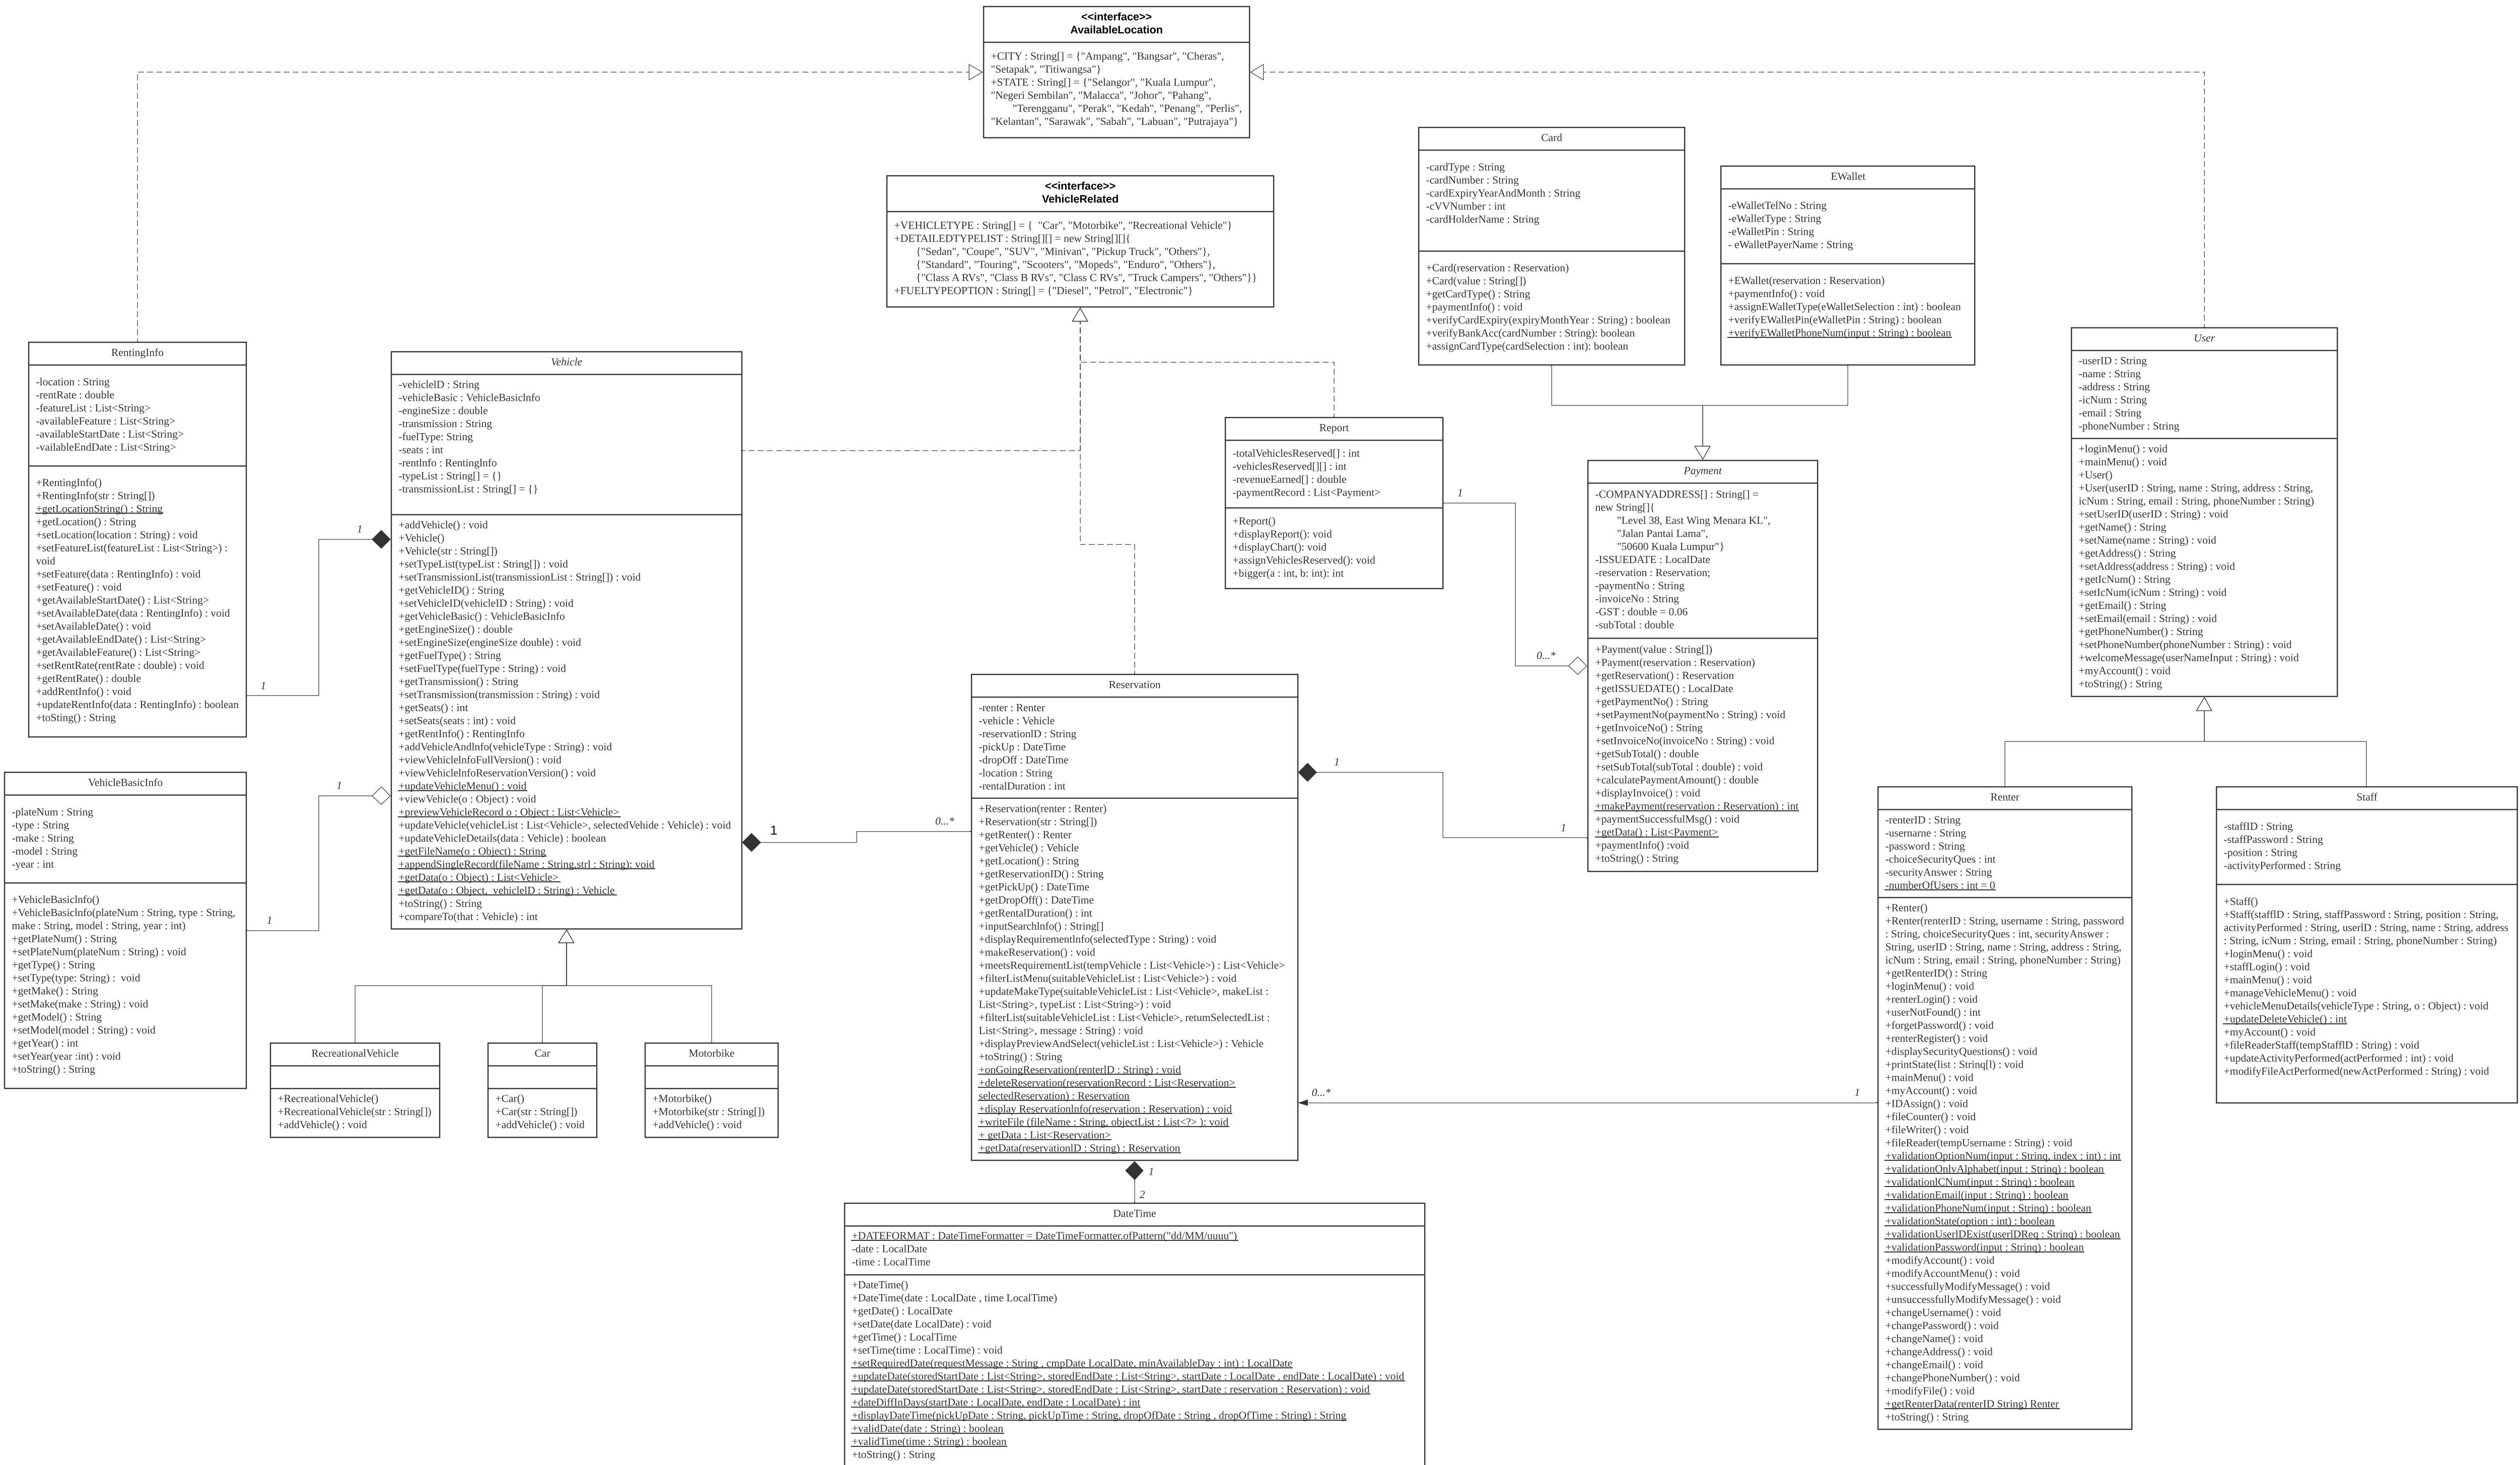 <<interface>>
AvailableLocation
+CITY : String[] = {"Ampang", "Bangsar", "Cheras",
"Setapak", "Titiwangsa"}
+STATE : String[] = {"Selangor", "Kuala Lumpur",
"Negeri Sembilan", "Malacca", "Johor", "Pahang",
"Terengganu", "Perak", "Kedah", "Penang", "Perlis",
"Kelantan", "Sarawak", "Sabah", "Labuan", "Putrajaya"}
<<interface>>
VehicleRelated
+VEHICLETYPE : String[] = { "Car", "Motorbike", "Recreational Vehicle"}
+DETAILEDTYPELIST : String[][] = new String[][]{
{"Sedan", "Coupe", "SUV", "Minivan", "Pickup Truck", "Others"},
{"Standard", "Touring", "Scooters", "Mopeds", "Enduro", "Others"},
{"Class A RVs", "Class B RVs", "Class C RVs", "Truck Campers", "Others"}}
+FUELTYPEOPTION : String[] = {"Diesel", "Petrol", "Electronic"}
Card
-cardType : String
-cardNumber : String
-cardExpiryYearAndMonth : String
-cVVNumber : int
-cardHolderName : String
+Card(reservation : Reservation)
+Card(value : String[])
+getCardType() : String
+paymentInfo() : void
+verifyCardExpiry(expiryMonthYear : String) : boolean
+verifyBankAcc(cardNumber : String): boolean
+assignCardType(cardSelection : int): boolean
EWallet
-eWalletTelNo : String
-eWalletType : String
-eWalletPin : String
- eWalletPayerName : String
+EWallet(reservation : Reservation)
+paymentInfo() : void
+assignEWalletType(eWalletSelection : int) : boolean
+verifyEWalletPin(eWalletPin : String) : boolean
+verifyEWalletPhoneNum(input : String) : boolean
RentingInfo
-location : String
-rentRate : double
-featureList : List<String>
-availableFeature : List<String>
-availableStartDate : List<String>
-vailableEndDate : List<String>
+RentingInfo()
+RentingInfo(str : String[])
+getLocationString() : String
+getLocation() : String
+setLocation(location : String) : void
+setFeatureList(featureList : List<String>) :
void
+setFeature(data : RentingInfo) : void
+setFeature() : void
+getAvailableStartDate() : List<String>
+setAvailableDate(data : RentingInfo) : void
+setAvailableDate() : void
+getAvailableEndDate() : List<String>
+getAvailableFeature() : List<String>
+setRentRate(rentRate : double) : void
+getRentRate() : double
+addRentInfo() : void
+updateRentInfo(data : RentingInfo) : boolean
+toSting() : String
1
1
Vehicle
-vehiclelD : String
-vehicleBasic : VehicleBasiclnfo
-engineSize : double
-transmission : String
-fuelType: String
-seats : int
-rentInfo : Rentinglnfo
-typeList : String[] = {}
-transmissionList : String[] = {}
+addVehicle() : void
+Vehicle()
+Vehicle(str : String[])
+setTypeList(typeList : String[]) : void
+setTransmissionList(transmissionList : String[]) : void
+getVehicleID() : String
+setVehicleID(vehicleID : String) : void
+getVehicleBasic() : VehicleBasicInfo
+getEngineSize() : double
+setEngineSize(engineSize double) : void
+getFuelType() : String
+setFuelType(fuelType : String) : void
+getTransmission() : String
+setTransmission(transmission : String) : void
+getSeats() : int
+setSeats(seats : int) : void
+getRentInfo() : RentingInfo
+addVehicleAndlnfo(vehicleType : String) : void
+viewVehicleInfoFullVersion() : void
+viewVehicleInfoReservationVersion() : void
+updateVehicleMenu() : void
+viewVehicle(o : Object) : void
+previewVehicleRecord o : Object : List<Vehicle>
+updateVehicle(vehicleList : List<Vehicle>, selectedVehide : Vehicle) : void
+updateVehicleDetails(data : Vehicle) : boolean
+getFileName(o : Object) : String
+appendSingleRecord(fileName : String,strl : String): void
+getData(o : Object) : List<Vehicle>
+getData(o : Object, vehiclelD : String) : Vehicle
+toString() : String
+compareTo(that : Vehicle) : int
Report
-totalVehiclesReserved[] : int
-vehiclesReserved[][] : int
-revenueEarned[] : double
-paymentRecord : List<Payment>
+Report()
+displayReport(): void
+displayChart(): void
+assignVehiclesReserved(): void
+bigger(a : int, b: int): int
1
0...*
Payment
-COMPANYADDRESS[] : String[] =
new String[]{
"Level 38, East Wing Menara KL",
"Jalan Pantai Lama",
"50600 Kuala Lumpur"}
-ISSUEDATE : LocalDate
-reservation : Reservation;
-paymentNo : String
-invoiceNo : String
-GST : double = 0.06
-subTotal : double
+Payment(value : String[])
+Payment(reservation : Reservation)
+getReservation() : Reservation
+getISSUEDATE() : LocalDate
+getPaymentNo() : String
+setPaymentNo(paymentNo : String) : void
+getInvoiceNo() : String
+setInvoiceNo(invoiceNo : String) : void
+getSubTotal() : double
+setSubTotal(subTotal : double) : void
+calculatePaymentAmount() : double
+displayInvoice() : void
+makePayment(reservation : Reservation) : int
+paymentSuccessfulMsg() : void
+getData() : List<Payment>
+paymentInfo() :void
+toString() : String
User
-userID : String
-name : String
-address : String
-icNum : String
-email : String
-phoneNumber : String
+loginMenu() : void
+mainMenu() : void
+User()
+User(userID : String, name : String, address : String,
icNum : String, email : String, phoneNumber : String)
+setUserID(userID : String) : void
+getName() : String
+setName(name : String) : void
+getAddress() : String
+setAddress(address : String) : void
+getIcNum() : String
+setIcNum(icNum : String) : void
+getEmail() : String
+setEmail(email : String) : void
+getPhoneNumber() : String
+setPhoneNumber(phoneNumber : String) : void
+welcomeMessage(userNameInput : String) : void
+myAccount() : void
+toString() : String
VehicleBasicInfo
-plateNum : String
-type : String
-make : String
-model : String
-year : int
+VehicleBasiclnfo()
+VehicleBasiclnfo(plateNum : String, type : String,
make : String, model : String, year : int)
+getPlateNum() : String
+setPlateNum(plateNum : String) : void
+getType() : String
+setType(type: String) : void
+getMake() : String
+setMake(make : String) : void
+getModel() : String
+setModel(model : String) : void
+getYear() : int
+setYear(year :int) : void
+toString() : String
1
1
1
0...*
Reservation
-renter : Renter
-vehicle : Vehicle
-reservationlD : String
-pickUp : DateTime
-dropOff : DateTime
-location : String
-rentalDuration : int
+Reservation(renter : Renter)
+Reservation(str : String[])
+getRenter() : Renter
+getVehicle() : Vehicle
+getLocation() : String
+getReservationID() : String
+getPickUp() : DateTime
+getDropOff() : DateTime
+getRentalDuration() : int
+inputSearchInfo() : String[]
+displayRequirementlnfo(selectedType : String) : void
+makeReservation() : void
+meetsRequirementList(tempVehicle : List<Vehicle>) : List<Vehicle>
+filterListMenu(suitableVehicleList : List<Vehicle>) : void
+updateMakeType(suitableVehicleList : List<Vehicle>, makeList :
List<String>, typeList : List<String>) : void
+filterList(suitableVehicleList : List<Vehicle>, retumSelectedList :
List<String>, message : String) : void
+displayPreviewAndSelect(vehicleList : List<Vehicle>) : Vehicle
+toString() : String
+onGoingReservation(renterlD : String) : void
+deleteReservation(reservationRecord : List<Reservation>
selectedReservation) : Reservation
+display Reservationlnfo(reservation : Reservation) : void
+writeFile (fileName : String, objectList : List<?> ); void
+ getData : List<Reservation>
+getData(reservationlD : String) : Reservation
1
1
0...*
1
1
2
RecreationalVehicle
+RecreationalVehicle()
+RecreationalVehicle(str : String[])
+addVehicle() : void
Car
+Car()
+Car(str : String[])
+addVehicle() : void
Motorbike
+Motorbike()
+Motorbike(str : String[])
+addVehicle() : void
DateTime
+DATEFORMAT : DateTimeFormatter = DateTimeFormatter.ofPattern("dd/MM/uuuu")
-date : LocalDate
-time : LocalTime
+DateTime()
+DateTime(date : LocalDate , time LocalTime)
+getDate() : LocalDate
+setDate(date LocalDate) : void
+getTime() : LocalTime
+setTime(time : LocalTime) : void
+setRequiredDate(requestMessage : String , cmpDate LocalDate, minAvailableDay : int) : LocalDate
+updateDate(storedStartDate : List<String>, storedEndDate : List<String>, startDate : LocalDate , endDate : LocalDate) : void
+updateDate(storedStartDate : List<String>, storedEndDate : List<String>, startDate : reservation : Reservation) : void
+dateDiffInDays(startDate : LocalDate, endDate : LocalDate) : int
+displayDateTime(pickUpDate : String, pickUpTime : String, dropOfDate : String , dropOfTime : String) : String
+validDate(date : String) : boolean
+validTime(time : String) : boolean
+toString() : String
Renter
-renterID : String
-usernarne : String
-password : String
-choiceSecurityQues : int
-securityAnswer : String
-numberOfUsers : int = 0
+Renter()
+Renter(renterID : String, username : String, password
: String, choiceSecurityQues : int, securityAnswer :
String, userID : String, name : String, address : String,
icNum : String, email : String, phoneNumber : String)
+getRenterID() : String
+loginMenu() : void
+renterLogin() : void
+userNotFound() : int
+forgetPassword() : void
+renterRegister() : void
+displaySecurityQuestions() : void
+printState(list : Strinq[l) : void
+mainMenu() : void
+myAccount() : void
+IDAssign() : void
+fileCounter() : void
+fileWriter() : void
+fileReader(tempUsername : String) : void
+validationOptionNum(input : Strinq, index : int) : int
+validationOnlvAlphabet(input : Strinq) : boolean
+validationlCNum(input : Strinq) : boolean
+validationEmail(input : Strinq) : boolean
+validationPhoneNum(input : Strinq) : boolean
+validationState(option : int) : boolean
+validationUserlDExist(userlDReq : Strinq) : boolean
+validationPassword(input : Strinq) : boolean
+modifyAccount() : void
+modifyAccountMenu() : void
+successfullyModifyMessage() : void
+unsuccessfullyModifyMessage() : void
+changeUsername() : void
+changePassword() : void
+changeName() : void
+changeAddress() : void
+changeEmail() : void
+changePhoneNumber() : void
+modifyFile() : void
+getRenterData(renterID String) Renter
+toString() : String
Staff
-staffID : String
-staffPassword : String
-position : String
-activityPerformed : String
+Staff()
+Staff(stafflD : String, staffPassword : String, position : String,
activityPerformed : String, userlD : String, name : String, address
: String, icNum : String, email : String, phoneNumber : String)
+loginMenu() : void
+staffLogin() : void
+mainMenu() : void
+manageVehicleMenu() : void
+vehicleMenuDetails(vehicleType : String, o : Object) : void
+updateDeleteVehicle() : int
+myAccount() : void
+fileReaderStaff(tempStafflD : String) : void
+updateActivityPerformed(actPerformed : int) : void
+modifyFileActPerformed(newActPerformed : String) : void